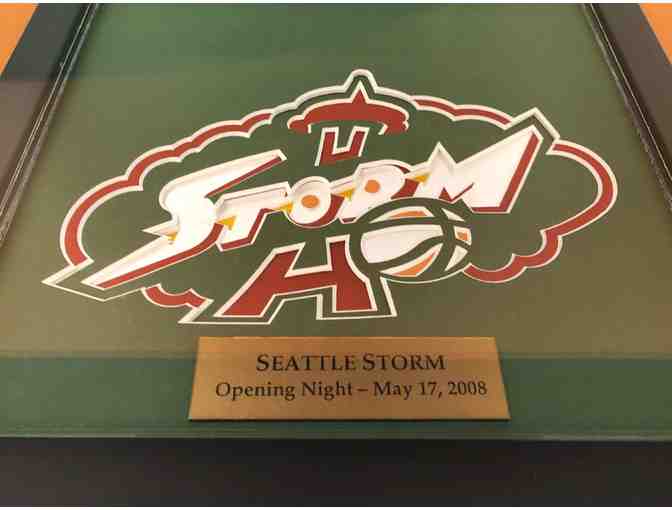 STORM
SEATTLE STORM
Opening Night – May 17, 2008